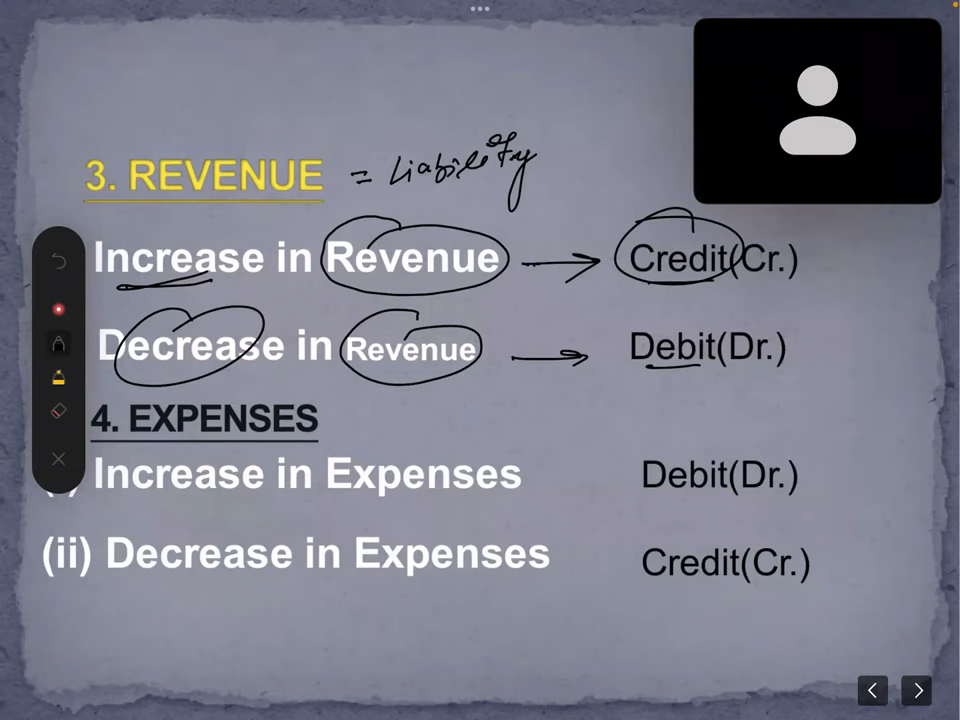 3. REVENUE = Liability
Increase in Revenue → Credit(Cr.)
Decrease in Revenue → Debit(Dr.)
4. EXPENSES
Increase in Expenses Debit(Dr.)
(ii) Decrease in Expenses Credit(Cr.)